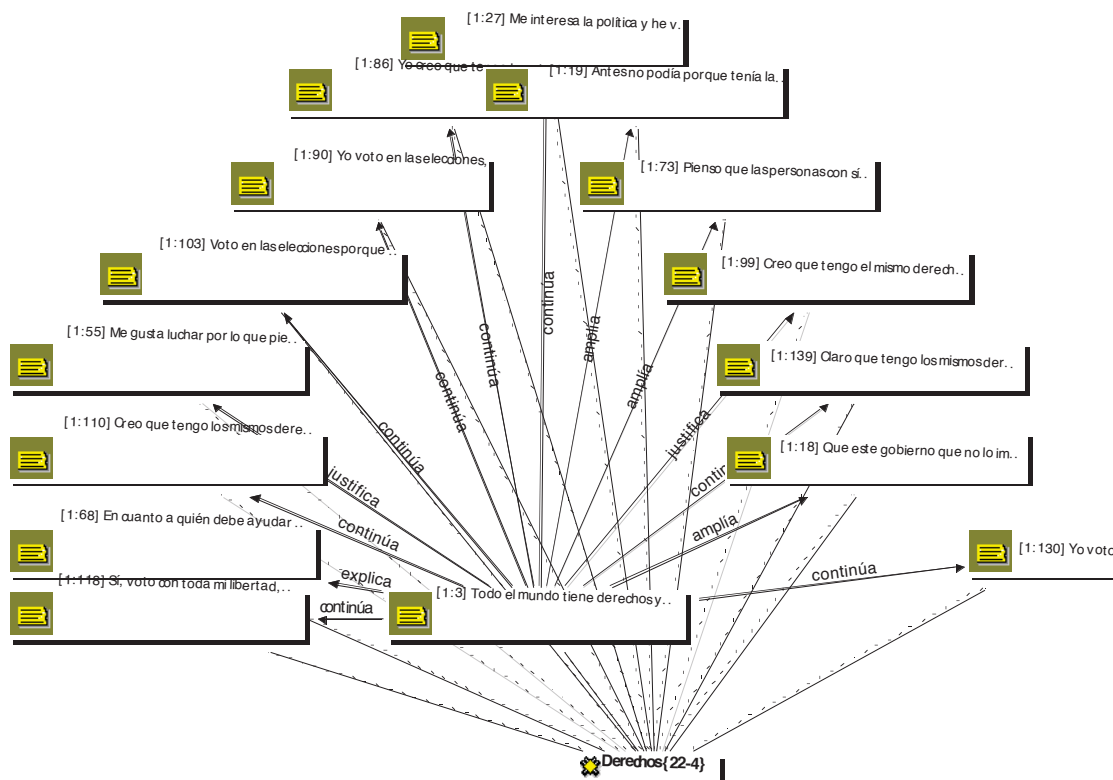 [1:27] Me interesa la política y he v..
[1:86] Yo creo que te
[1:19] Antes no podía porque tenía la..
[1:90] Yo voto en las elecciones,
[1:73] Pienso que las personas con sí..
[1:103] Voto en las elecciones porque ..
[1:99] Creo que tengo el mismo derech..
continúa
[1:55] Me gusta luchar por lo que pie..
amplía
[1:139] Claro que tengo los mismos der..
continúa
amplía
continúa
[1:110] Creo que tengo los mismos dere..
continúa
justifica
[1:18] Que este gobierno que no lo im..
justifica
contin
[1:68] En cuanto a quién debe ayudar ..
continúa
amplía
[1:130] Yo voto
continúa
explica
[1:118] Sí, voto con toda mi libertad,...
[1:3] Todo el mundo tiene derechos y..
continúa
Derechos{22-4}